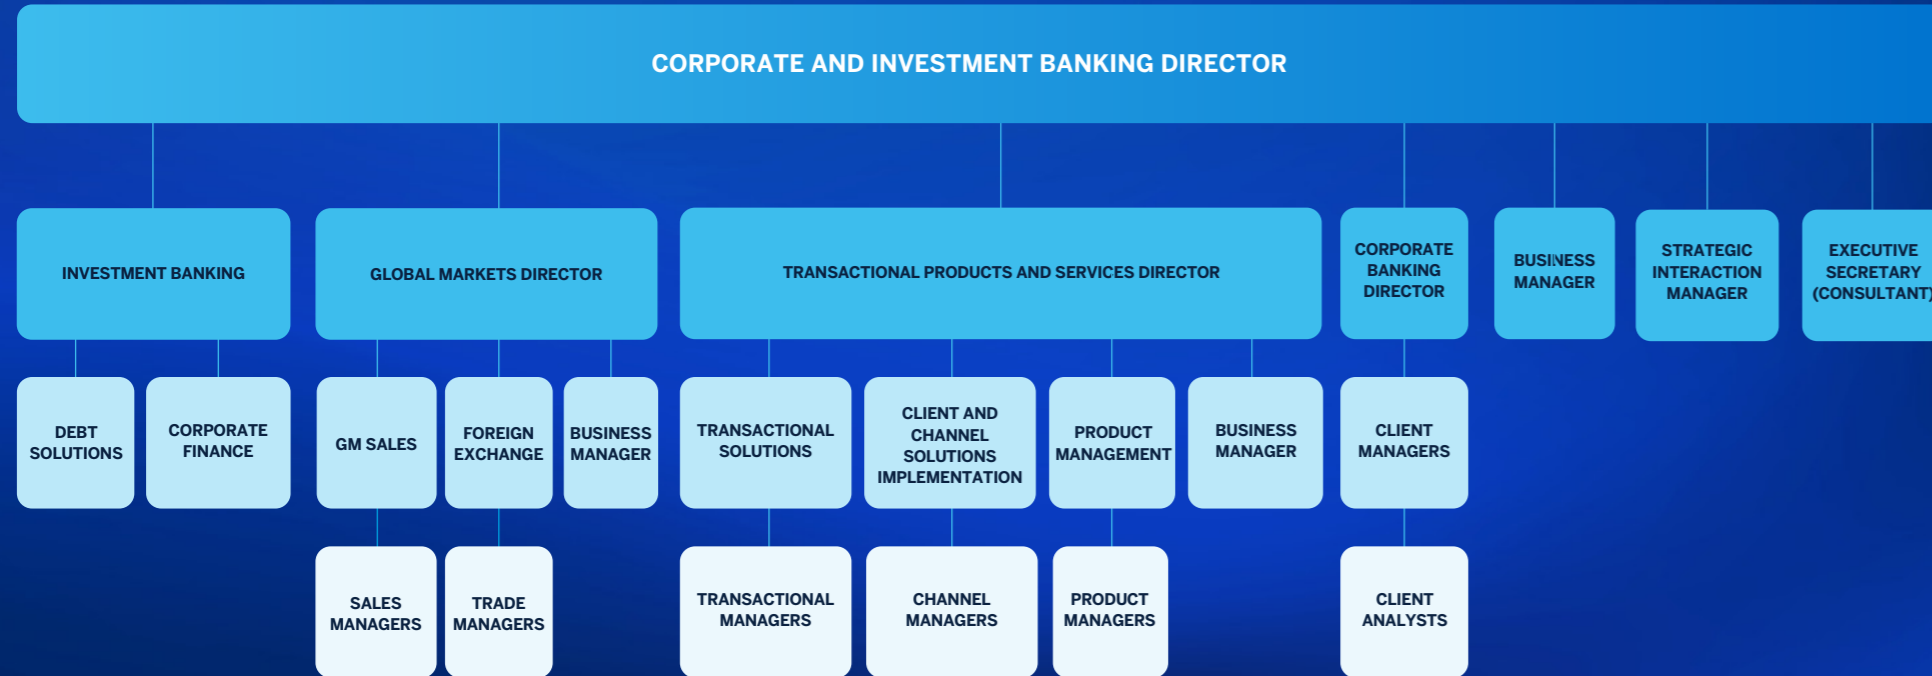 CORPORATE AND INVESTMENT BANKING DIRECTOR
INVESTMENT BANKING
GLOBAL MARKETS DIRECTOR
TRANSACTIONAL PRODUCTS AND SERVICES DIRECTOR
CORPORATE
BANKING
DIRECTOR
BUSINESS
MANAGER
STRATEGIC
INTERACTION
MANAGER
EXECUTIVE
SECRETARY
(CONSULTANT)
DEBT
SOLUTIONS
CORPORATE
FINANCE
GM SALES
FOREIGN
EXCHANGE
BUSINESS
MANAGER
TRANSACTIONAL
SOLUTIONS
CLIENT AND
CHANNEL
SOLUTIONS
IMPLEMENTATION
PRODUCT
MANAGEMENT
BUSINESS
MANAGER
CLIENT
MANAGERS
SALES
MANAGERS
TRADE
MANAGERS
TRANSACTIONAL
MANAGERS
CHANNEL
MANAGERS
PRODUCT
MANAGERS
CLIENT
ANALYSTS